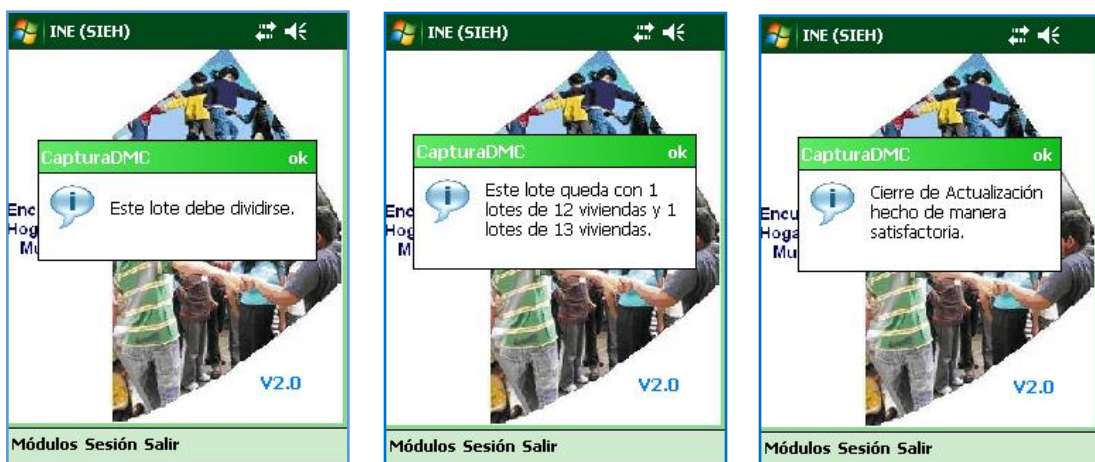 INE (SIEH)
CapturaDMC ok
Este lote debe dividirse.
Enc
Hog
Mu
V2.0
Módulos Sesión Salir
INE (SIEH)
CapturaDMC ok
Este lote queda con 1
lotes de 12 viviendas y 1
lotes de 13 viviendas.
Enc
Hog
M
V2.0
Módulos Sesión Salir
INE (SIEH)
CapturaDMC ok
Cierre de Actualización
hecho de manera
satisfactoria.
Encu
Hoga
Mu
V2.0
Módulos Sesión Salir